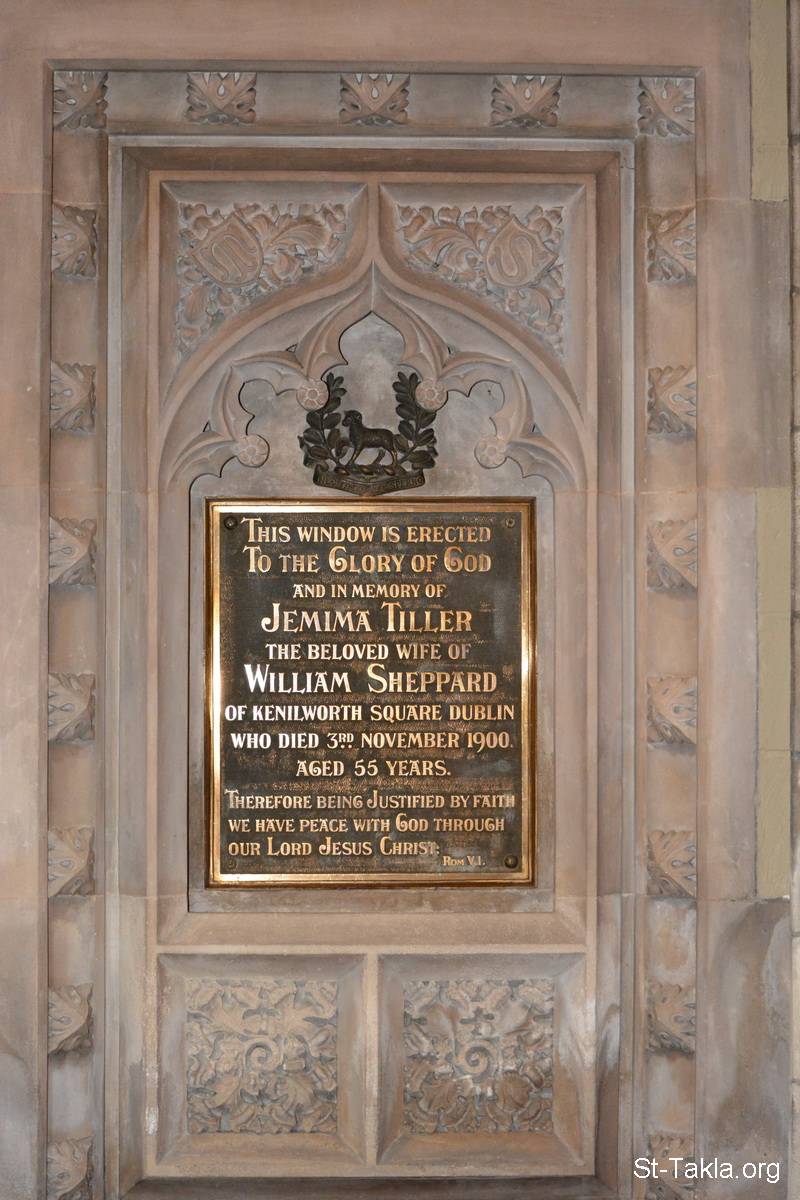 THIS WINDOW IS ERECTED
TO THE GLORY OF GOD
AND IN MEMORY OF
JEMIMA TILLER
THE BELOVED WIFE OF
WILLIAM SHEPPARD
OF KENILWORTH SQUARE DUBLIN
WHO DIED 3RD. NOVEMBER 1900.
AGED 55 YEARS.
THEREFORE BEING JUSTIFIED BY FAITH
WE HAVE PEACE WITH GOD THROUGH
OUR LORD JESUS CHRIST:
ROM V.I.
St-Takla.org